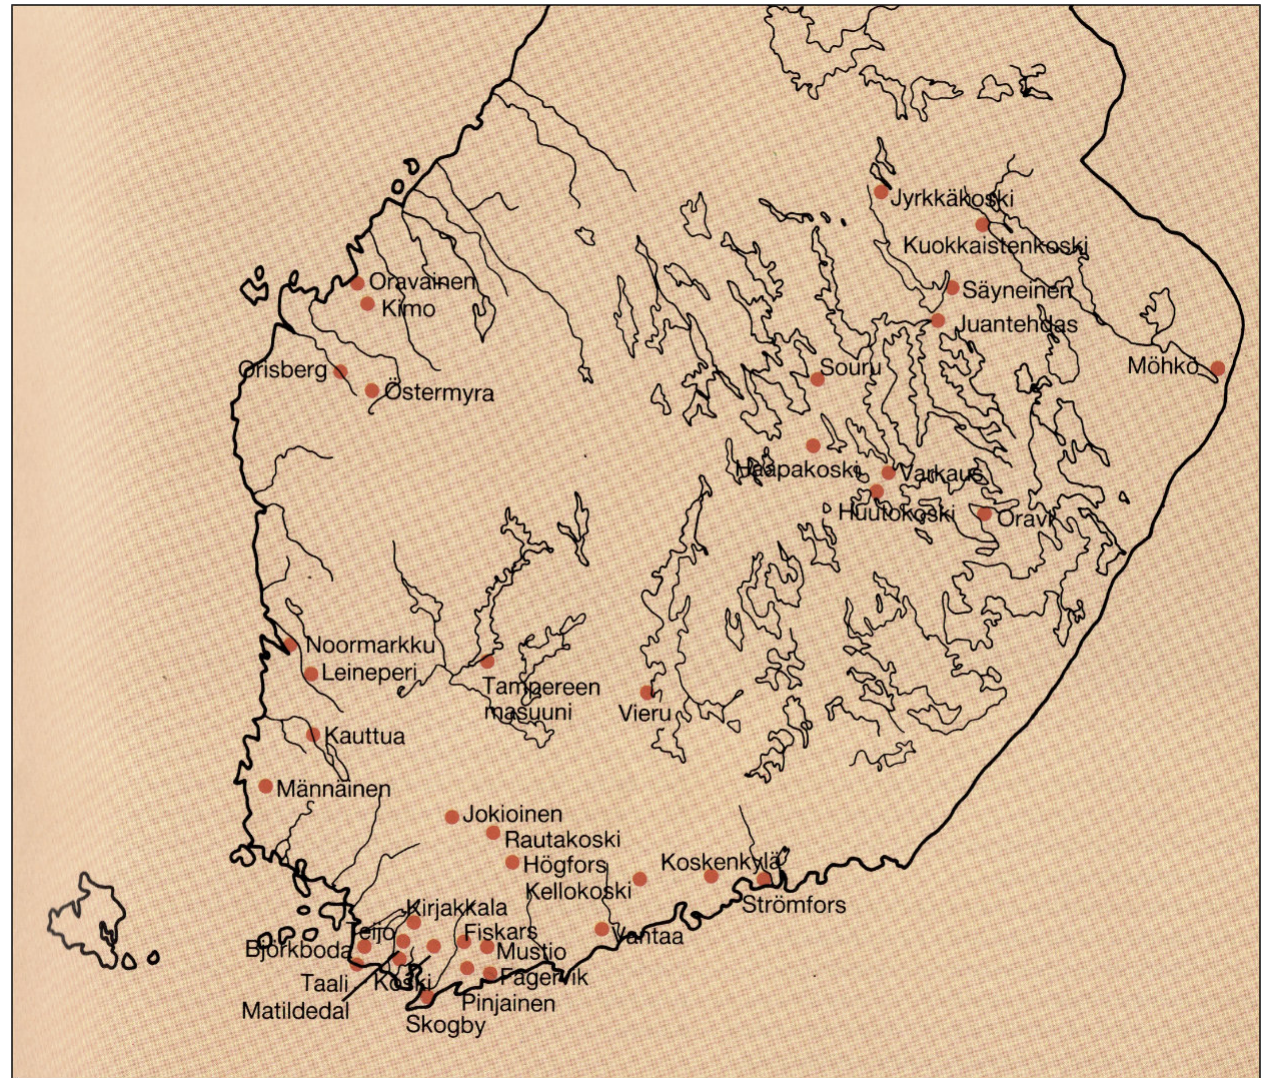 Jyrkkäkoski
Kuokkaistenkoski
Oravainen
Säyneinen
Kimo
Juantehdas
Orisberg
Souru
Möhkö
Östermyra
Haapakoski
Varkaus
Huutokoski
Oravi
Noormarkku
Leineperi
Tampereen
masuuni
Vieru
Kauttua
Männäinen
Jokioinen
Rautakoski
Högfors
Koskenkylä
Kellokoski
Strömfors
Kirjakkala
Teijo
Fiskars
Vantaa
Björkboda
Mustio
Taali
Koski
Fagervik
Matildedal
Pinjainen
Skogby